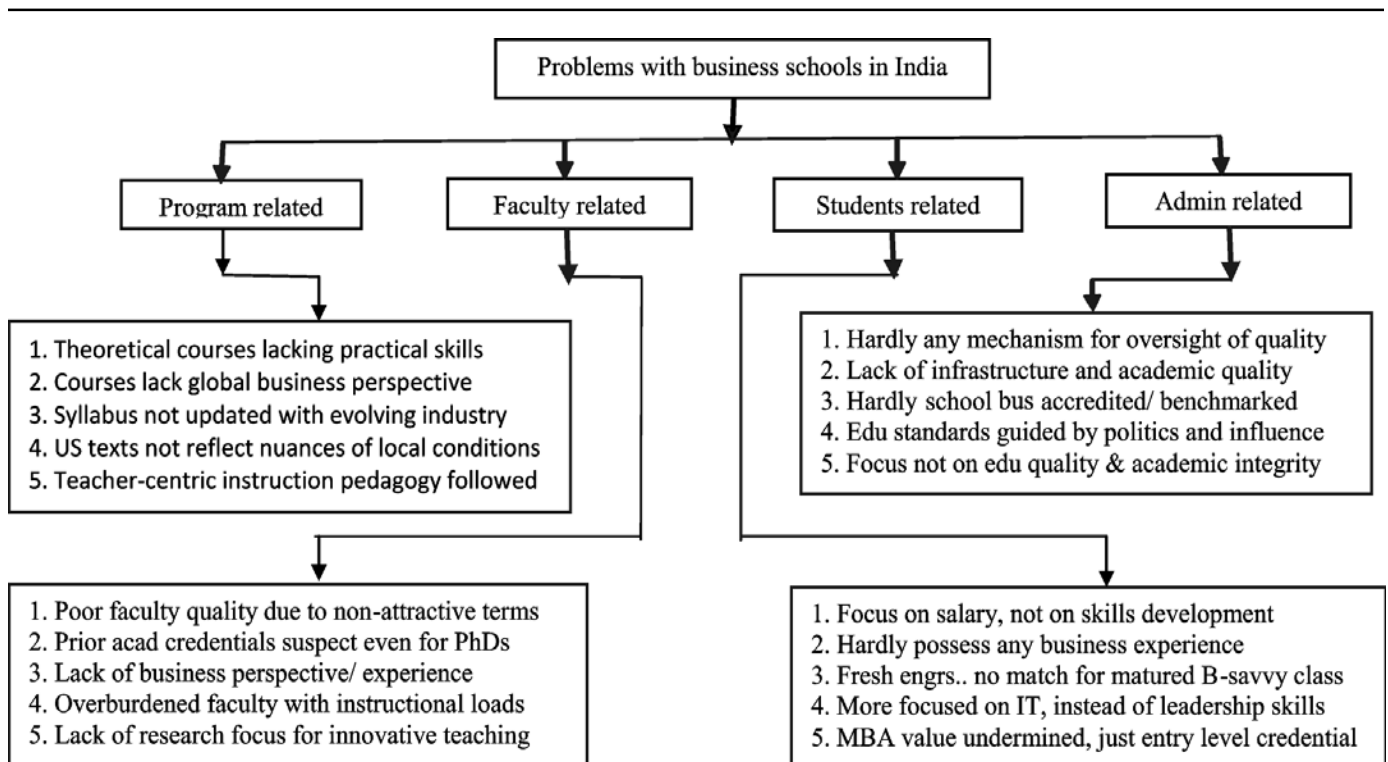 Problems with business schools in India
Program related
Faculty related
Students related
Admin related
1. Theoretical courses lacking practical skills
2. Courses lack global business perspective
3. Syllabus not updated with evolving industry
4. US texts not reflect nuances of local conditions
5. Teacher-centric instruction pedagogy followed
1. Hardly any mechanism for oversight of quality
2. Lack of infrastructure and academic quality
3. Hardly school bus accredited/ benchmarked
4. Edu standards guided by politics and influence
5. Focus not on edu quality & academic integrity
1. Poor faculty quality due to non-attractive terms
2. Prior acad credentials suspect even for PhDs
3. Lack of business perspective/ experience
4. Overburdened faculty with instructional loads
5. Lack of research focus for innovative teaching
1. Focus on salary, not on skills development
2. Hardly possess any business experience
3. Fresh engrs.. no match for matured B-savvy class
4. More focused on IT, instead of leadership skills
5. MBA value undermined, just entry level credential